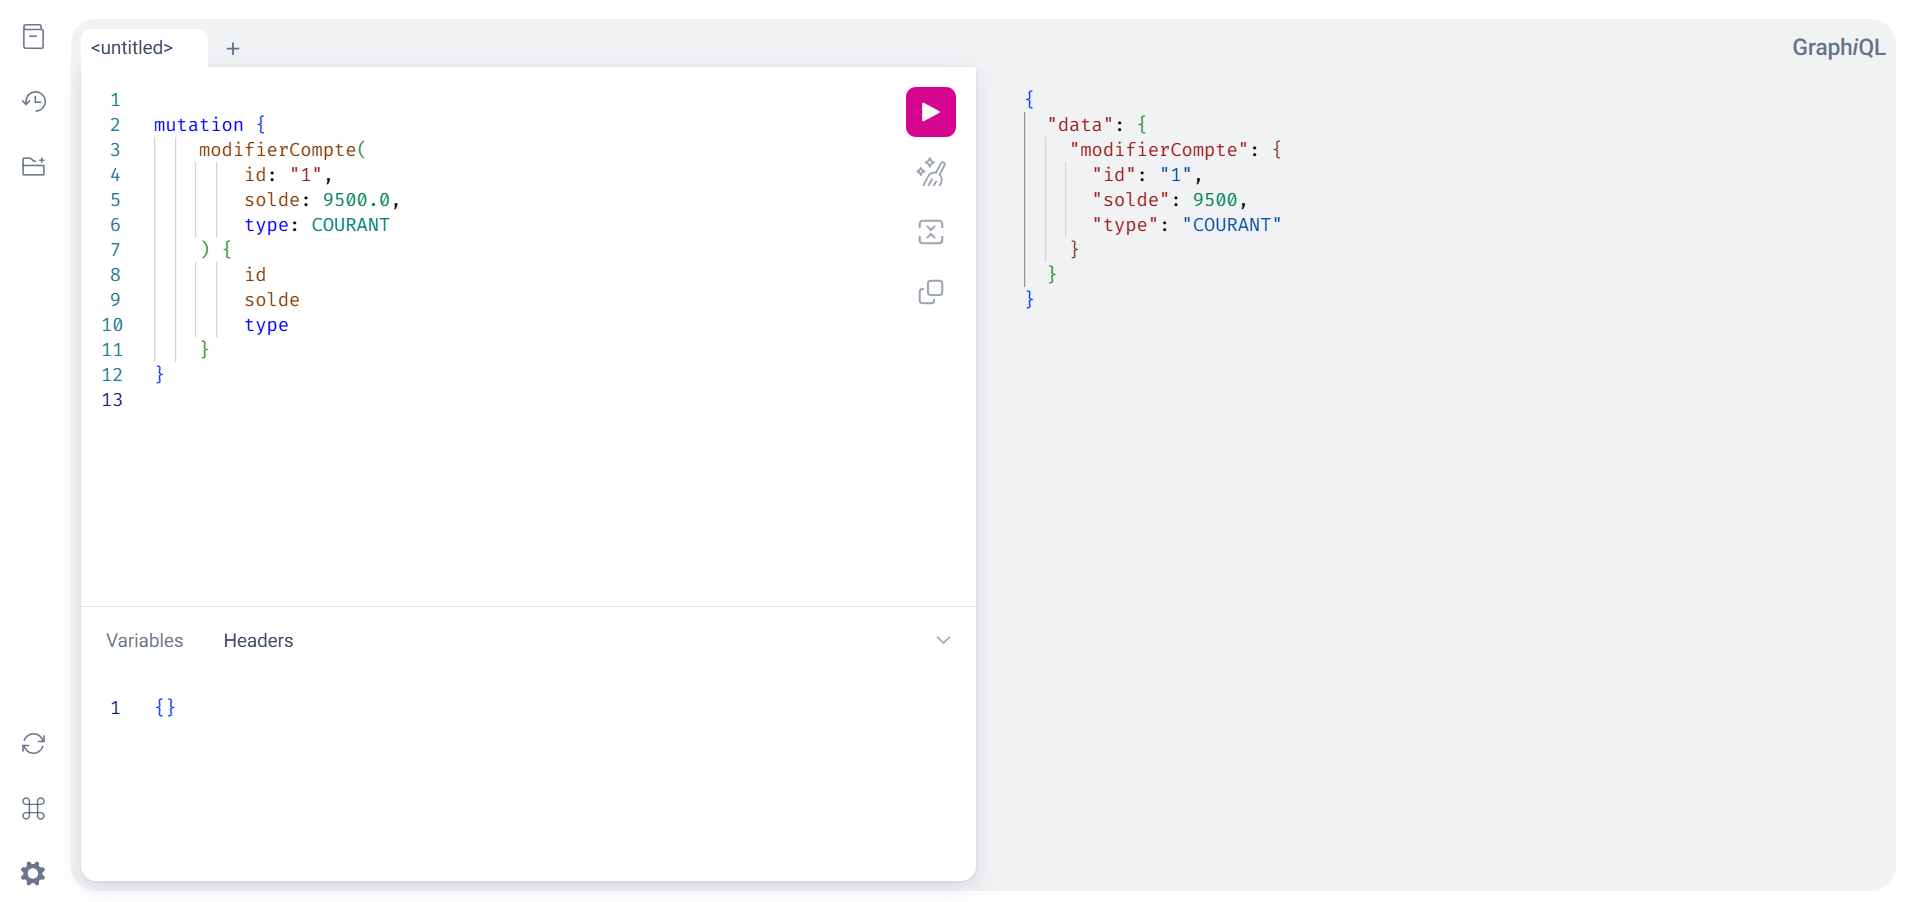 <untitled> +
GraphiQL
1
2 mutation {
3 modifierCompte(
4 id: "1",
5 solde: 9500.0,
6 type: COURANT
7 ) {
8 id
9 solde
10 type
11 }
12 }
13
Variables Headers
1 {}
{
"data": {
"modifierCompte": {
"id": "1",
"solde": 9500,
"type": "COURANT"
}
}
}